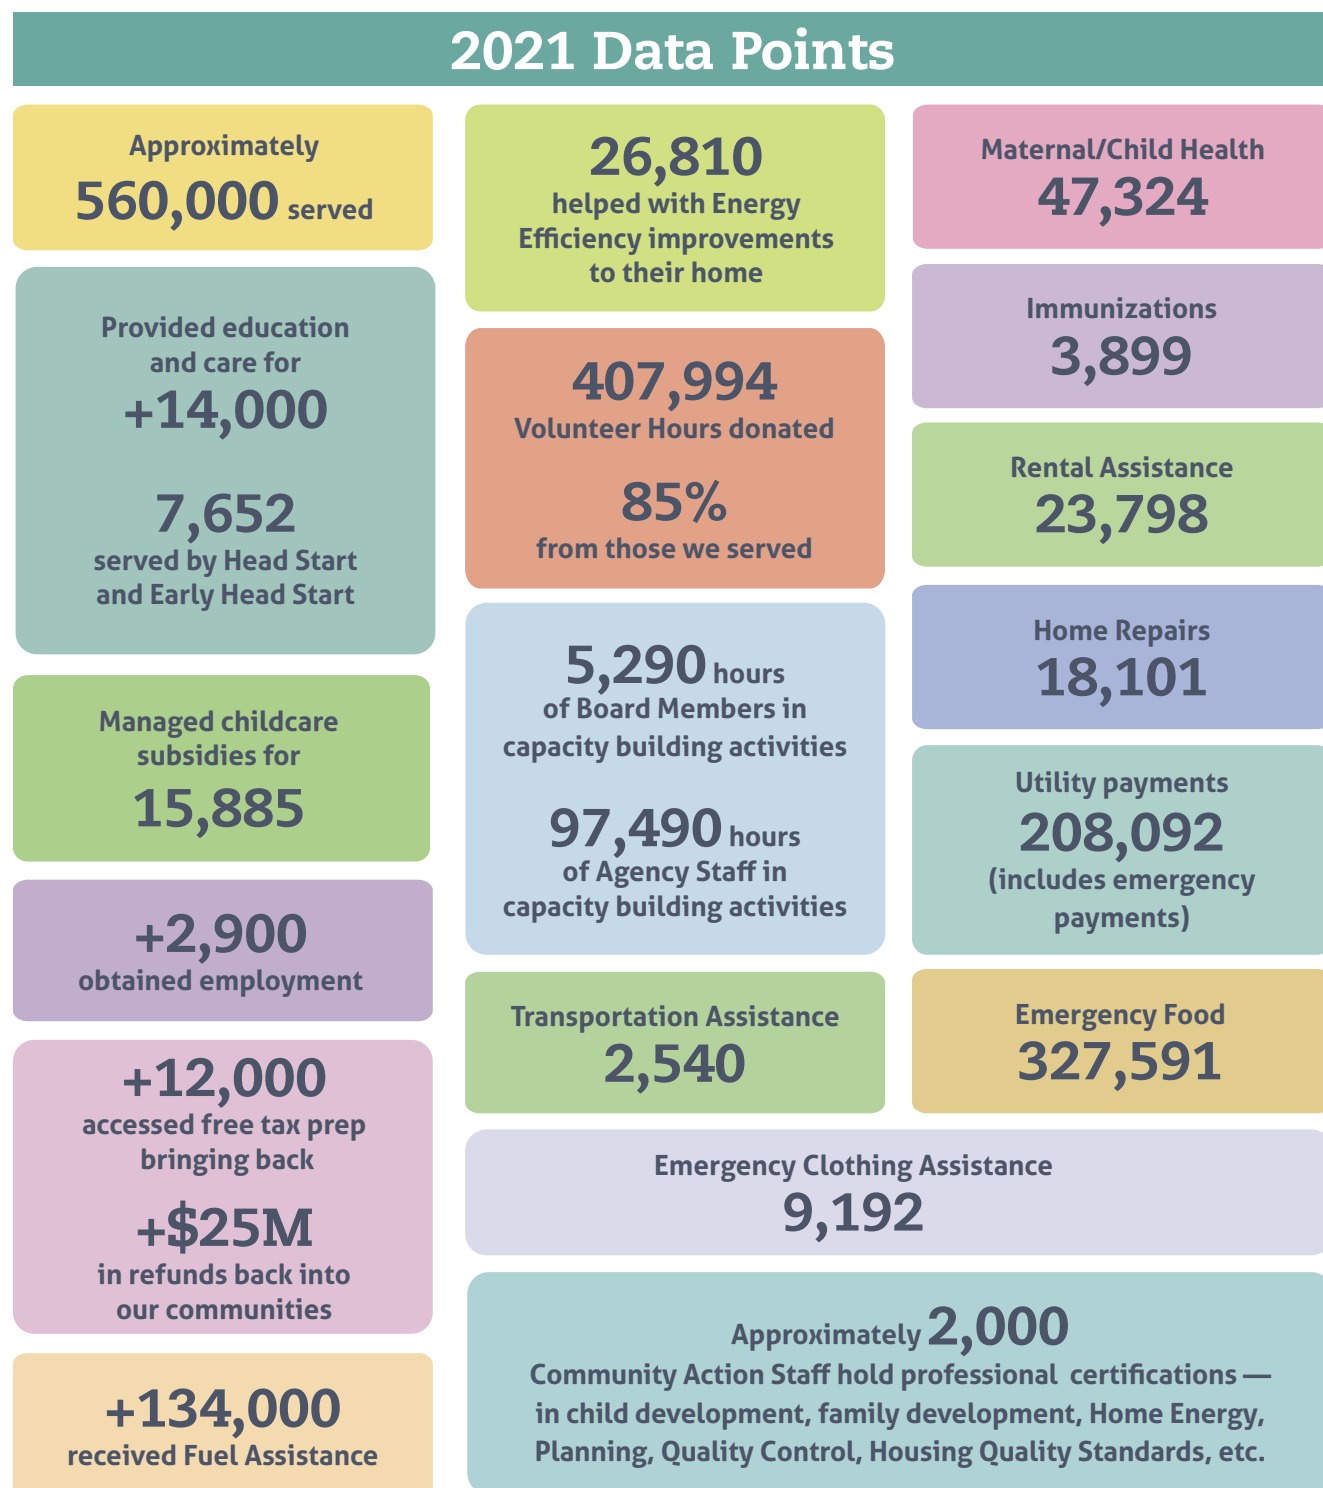 2021 Data Points
Approximately
560,000 served
Provided education
and care for
+14,000
7,652
served by Head Start
and Early Head Start
Managed childcare
subsidies for
15,885
+2,900
obtained employment
+12,000
accessed free tax prep
bringing back
+$25M
in refunds back into
our communities
+134,000
received Fuel Assistance
26,810
helped with Energy
Efficiency improvements
to their home
407,994
Volunteer Hours donated
85%
from those we served
5,290 hours
of Board Members in
capacity building activities
97,490 hours
of Agency Staff in
capacity building activities
Transportation Assistance
2,540
Maternal/Child Health
47,324
Immunizations
3,899
Rental Assistance
23,798
Home Repairs
18,101
Utility payments
208,092
(includes emergency
payments)
Emergency Food
327,591
Emergency Clothing Assistance
9,192
Approximately 2,000
Community Action Staff hold professional certifications —
in child development, family development, Home Energy,
Planning, Quality Control, Housing Quality Standards, etc.